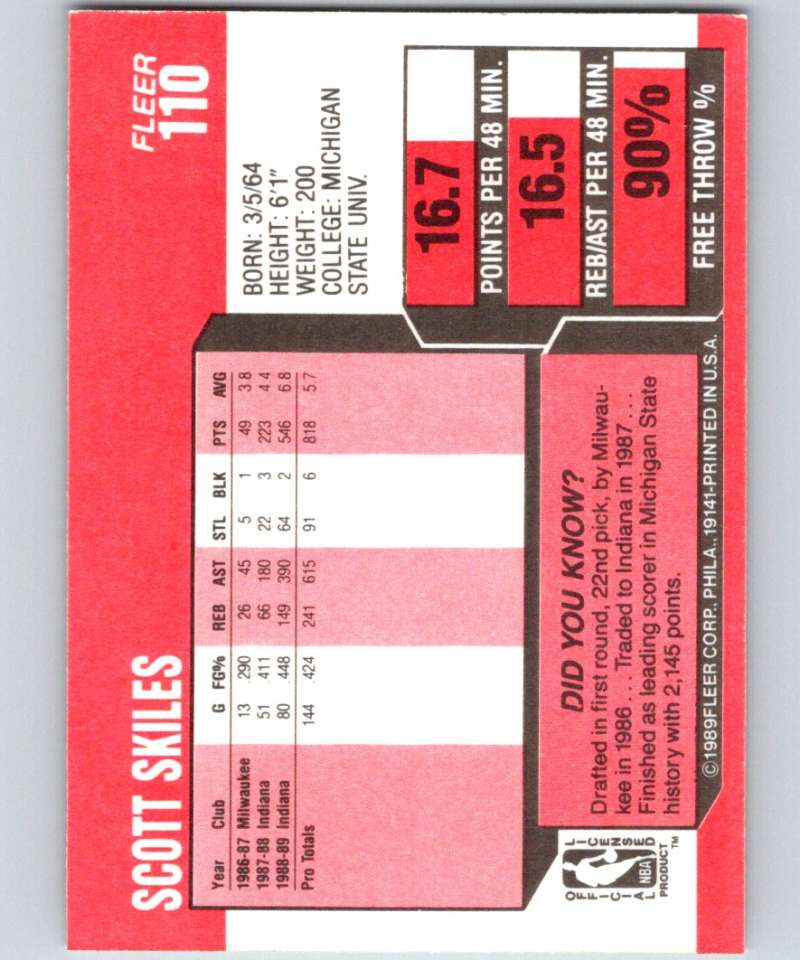 SCOTT SKILES
FLEER
110
Year Club G FG% REB AST STL BLK PTS AVG
1986-87 Milwaukee 13 .290 26 45 5 1 49 3.8
1987-88 Indiana 51 .411 66 180 22 3 223 4.4
1988-89 Indiana 80 .448 149 390 64 2 546 6.8
Pro Totals 144 .424 241 615 91 6 818 5.7
BORN: 3/5/64
HEIGHT: 6'1"
WEIGHT: 200
COLLEGE: MICHIGAN
STATE UNIV.
16.7
POINTS PER 48 MIN.
16.5
REB/AST PER 48 MIN.
90%
FREE THROW %
DID YOU KNOW?
Drafted in first round, 22nd pick, by Milwau-
kee in 1986 . . . Traded to Indiana in 1987 . . .
Finished as leading scorer in Michigan State
history with 2,145 points.
OFFICIAL
LICENSED
NBA
PRODUCT™
©1989FLEER CORP., PHILA., 19141-PRINTED IN U.S.A.